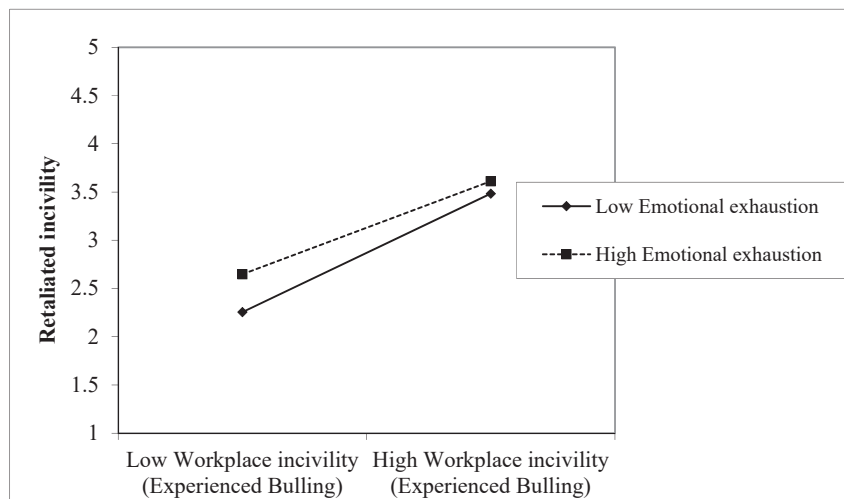 5
4.5
4
3.5
3
2.5
2
1.5
1
Retaliated incivility
Low Workplace incivility
(Experienced Bulling)
High Workplace incivility
(Experienced Bulling)
Low Emotional exhaustion
High Emotional exhaustion